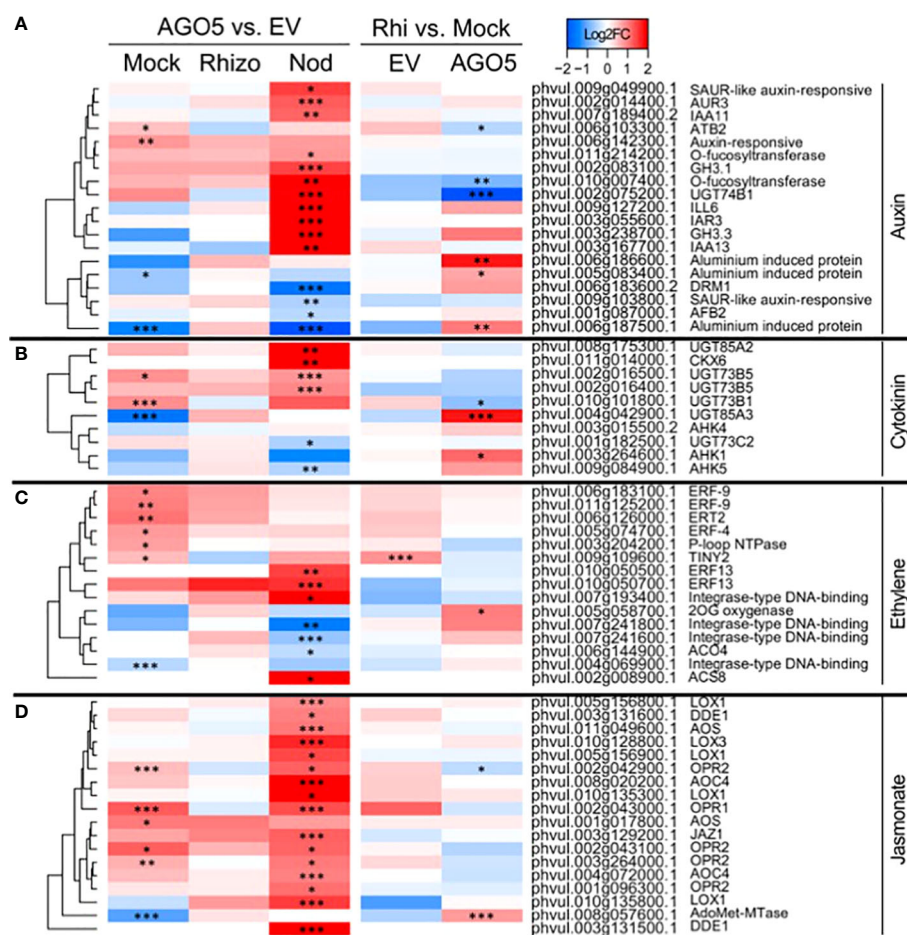 A
AGO5 vs. EV
Rhi vs. Mock
Log2FC
-2 -1 0 1 2
Mock Rhizo Nod EV AGO5
* phvul.009g049900.1 SAUR-like auxin-responsive
*** phvul.002g014400.1 AUR3
** phvul.007g189400.2 IAA11
* * phvul.006g103300.1 ATB2
** phvul.006g142300.1 Auxin-responsive
* phvul.011g214200.1 O-fucosyltransferase
*** phvul.002g083100.1 GH3.1
** ** phvul.010g007400.1 O-fucosyltransferase
*** *** phvul.002g075200.1 UGT74B1
*** phvul.009g127200.1 ILL6
*** phvul.003g055600.1 IAR3
*** phvul.003g238700.1 GH3.3
** phvul.003g167700.1 IAA13
** phvul.006g186600.1 Aluminium induced protein
* * phvul.005g083400.1 Aluminium induced protein
*** phvul.006g183600.2 DRM1
** phvul.009g103800.1 SAUR-like auxin-responsive
* phvul.001g087000.1 AFB2
*** *** ** phvul.006g187500.1 Aluminium induced protein
Auxin
B
** phvul.008g175300.1 UGT85A2
** phvul.011g014000.1 CKX6
* *** phvul.002g016500.1 UGT73B5
*** phvul.002g016400.1 UGT73B5
*** * phvul.010g101800.1 UGT73B1
*** *** phvul.004g042900.1 UGT85A3
phvul.003g015500.2 AHK4
* phvul.001g182500.1 UGT73C2
* phvul.003g264600.1 AHK1
** phvul.009g084900.1 AHK5
Cytokinin
C
* phvul.006g183100.1 ERF-9
** phvul.011g125200.1 ERF-9
** phvul.006g126000.1 ERT2
* phvul.005g074700.1 ERF-4
* phvul.003g204200.1 P-loop NTPase
* *** phvul.009g109600.1 TINY2
** phvul.010g050500.1 ERF13
*** phvul.010g050700.1 ERF13
* phvul.007g193400.1 Integrase-type DNA-binding
* phvul.005g058700.1 2OG oxygenase
** phvul.007g241800.1 Integrase-type DNA-binding
*** phvul.007g241600.1 Integrase-type DNA-binding
* phvul.006g144900.1 ACO4
*** phvul.004g069900.1 Integrase-type DNA-binding
* phvul.002g008900.1 ACS8
Ethylene
D
*** phvul.005g156800.1 LOX1
* phvul.003g131600.1 DDE1
*** phvul.011g049600.1 AOS
*** phvul.010g128800.1 LOX3
* phvul.005g156900.1 LOX1
*** * * phvul.002g042900.1 OPR2
*** phvul.008g020200.1 AOC4
* phvul.010g135300.1 LOX1
*** *** phvul.002g043000.1 OPR1
* phvul.001g017800.1 AOS
*** phvul.003g129200.1 JAZ1
* * phvul.002g043100.1 OPR2
** * phvul.003g264000.1 OPR2
*** phvul.004g072000.1 AOC4
* phvul.001g096300.1 OPR2
*** phvul.010g135800.1 LOX1
*** *** phvul.008g057600.1 AdoMet-MTase
*** phvul.003g131500.1 DDE1
Jasmonate